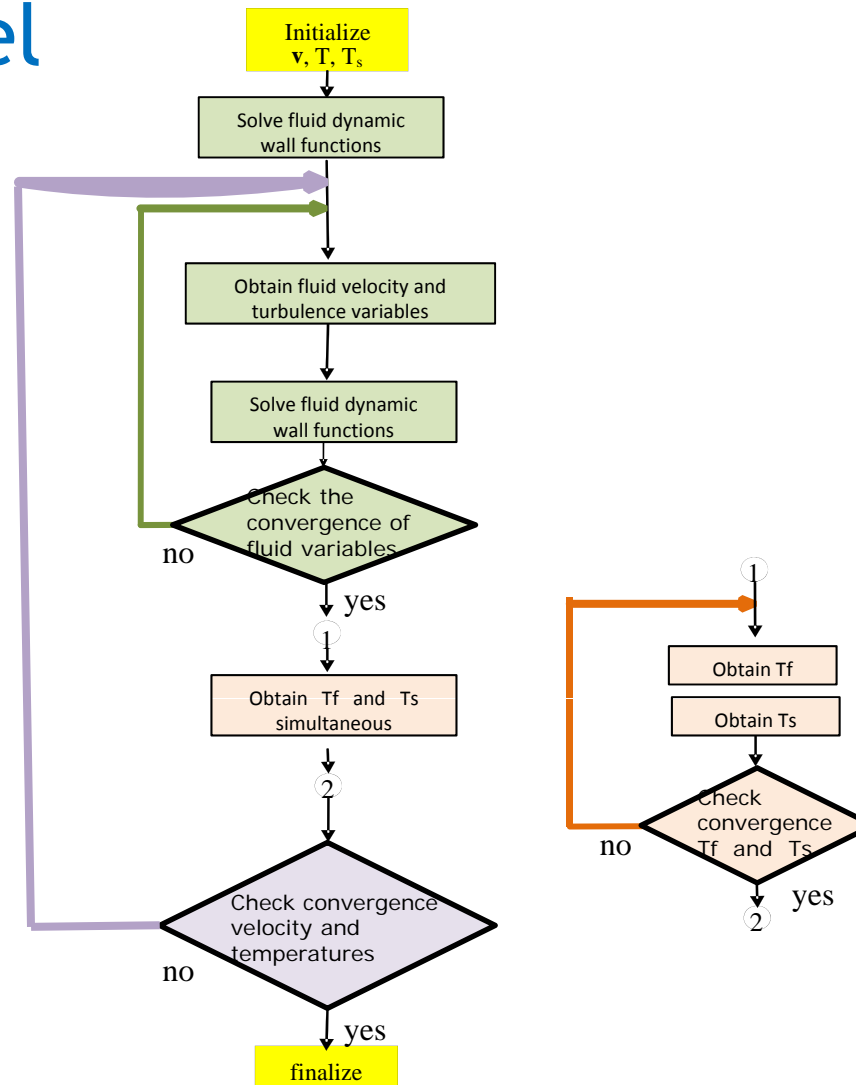 el
Initialize
v, T, Ts
Solve fluid dynamic
wall functions
Obtain fluid velocity and
turbulence variables
Solve fluid dynamic
wall functions
Check the
convergence of
fluid variables
no
yes
1
Obtain Tf and Ts
simultaneous
2
Check convergence
velocity and
temperatures
no
yes
finalize
1
Obtain Tf
Obtain Ts
Check
convergence
Tf and Ts
no
yes
2